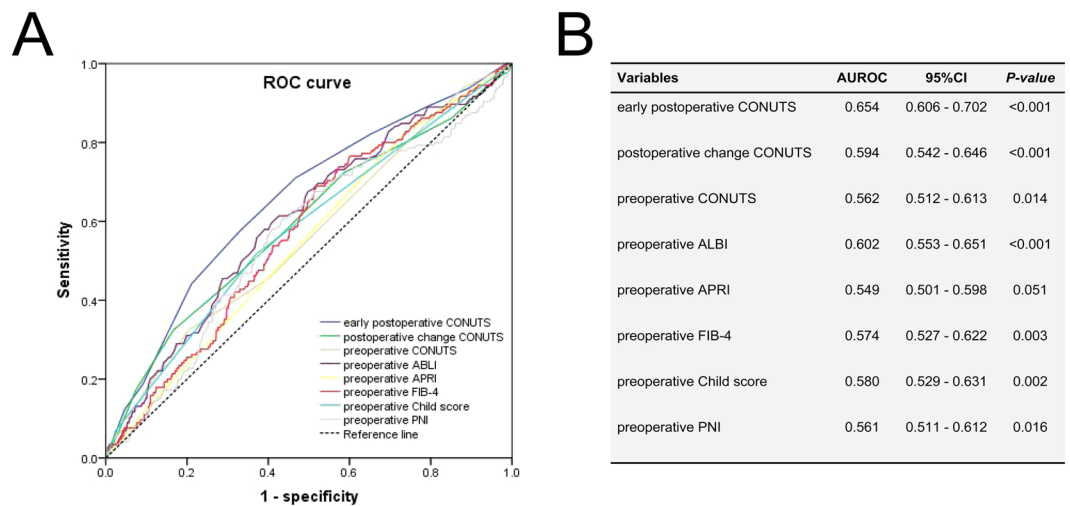 A
B
ROC curve
Sensitivity
1.0
0.8
0.6
0.4
0.2
0.0
early postoperative CONUTS
postoperative change CONUTS
preoperative CONUTS
preoperative ABLI
preoperative APRI
preoperative FIB-4
preoperative Child score
preoperative PNI
Reference line
0.0 0.2 0.4 0.6 0.8 1.0
1 - specificity
Variables AUROC 95%CI P-value
early postoperative CONUTS 0.654 0.606 - 0.702 <0.001
postoperative change CONUTS 0.594 0.542 - 0.646 <0.001
preoperative CONUTS 0.562 0.512 - 0.613 0.014
preoperative ALBI 0.602 0.553 - 0.651 <0.001
preoperative APRI 0.549 0.501 - 0.598 0.051
preoperative FIB-4 0.574 0.527 - 0.622 0.003
preoperative Child score 0.580 0.529 - 0.631 0.002
preoperative PNI 0.561 0.511 - 0.612 0.016